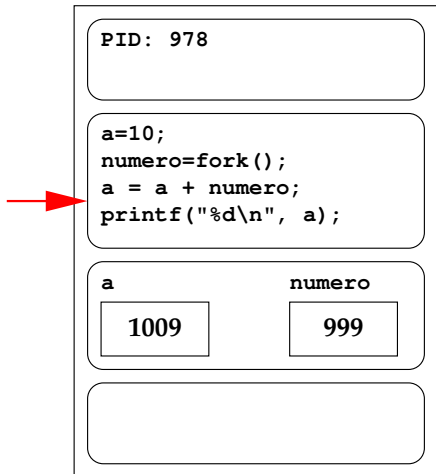 PID: 978
a=10;
numero=fork();
a = a + numero;
printf("%d\n", a);
a numero
1009 999